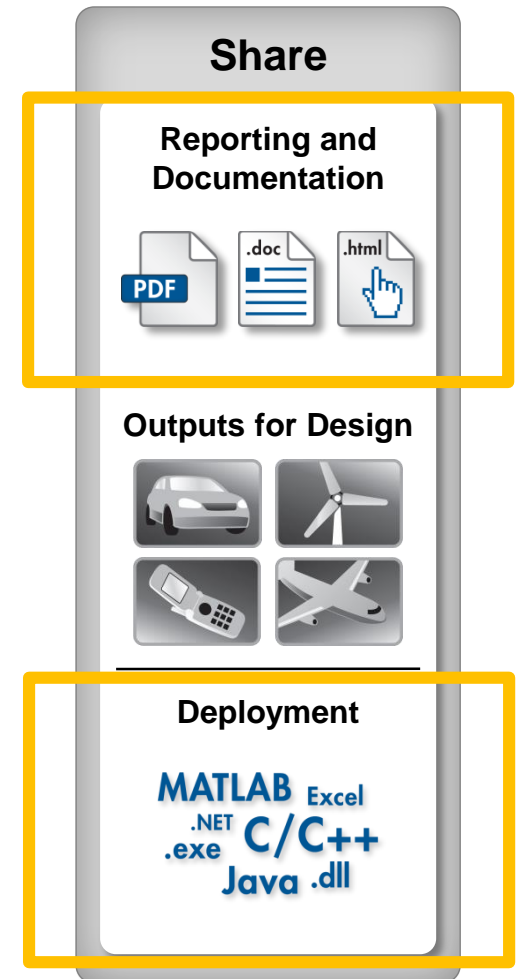 Share
Reporting and
Documentation
PDF
.doc
.html
Outputs for Design
Deployment
MATLAB Excel
.NET C/C++
.exe
Java .dll